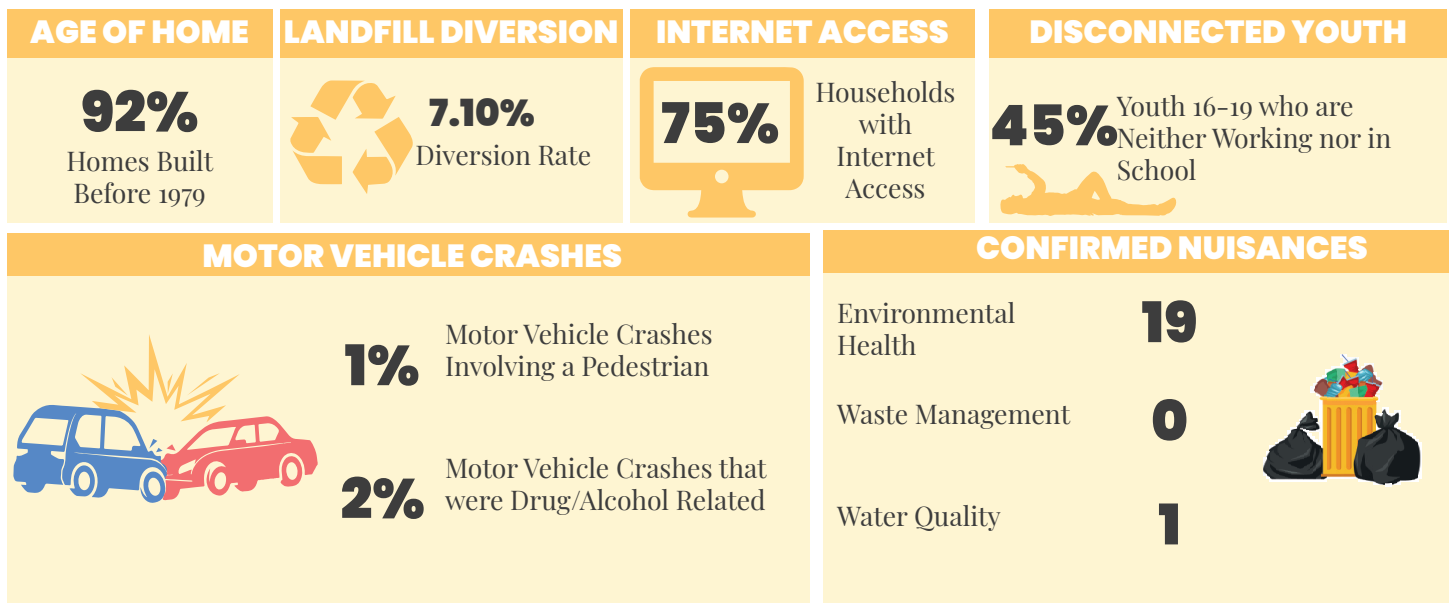 AGE OF HOME
92%
Homes Built
Before 1979
LANDFILL DIVERSION
7.10%
Diversion Rate
INTERNET ACCESS
75%
Households
with
Internet
Access
DISCONNECTED YOUTH
45%
Youth 16-19 who are
Neither Working nor in
School
MOTOR VEHICLE CRASHES
1%
Motor Vehicle Crashes
Involving a Pedestrian
2%
Motor Vehicle Crashes that
were Drug/Alcohol Related
CONFIRMED NUISANCES
Environmental
Health
19
Waste Management
0
Water Quality
1